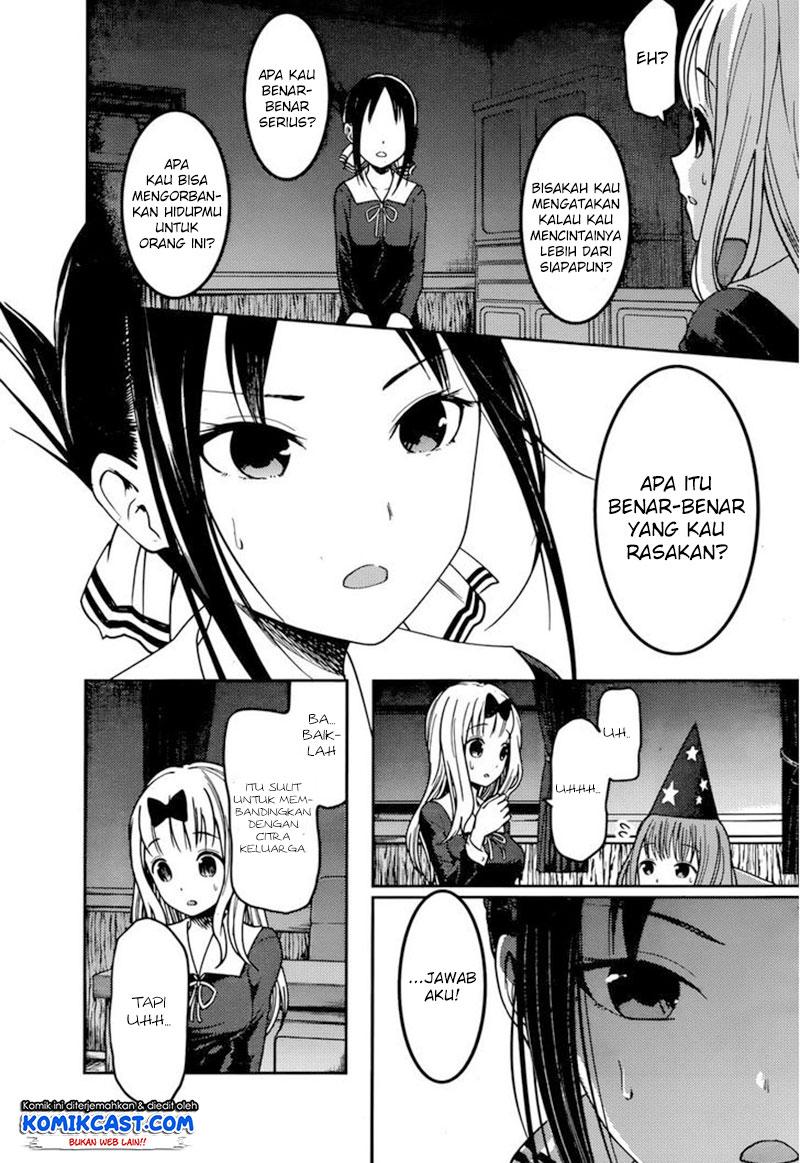 EH?
BISAKAH KAU
MENGATAKAN
KALAU KAU
MENCINTAINYA
LEBIH DARI
SIAPAPUN?
APA KAU
BENAR-
BENAR
SERIUS?
APA
KAU BISA
MENGORBAN-
KAN HIDUPMU
UNTUK
ORANG INI?
APA ITU
BENAR-BENAR
YANG KAU
RASAKAN?
UH..
UHHH...
BA...
BAIK-
LAH
ITU SULIT
UNTUK MEM-
BANDINGKAN
DENGAN
CITRA
KELUARGA
TAPI
UHH...
...JAWAB
AKU!
Komik ini diterjemahkan & diedit oleh
KOMIKCAST.COM
BUKAN WEB LAIN!!